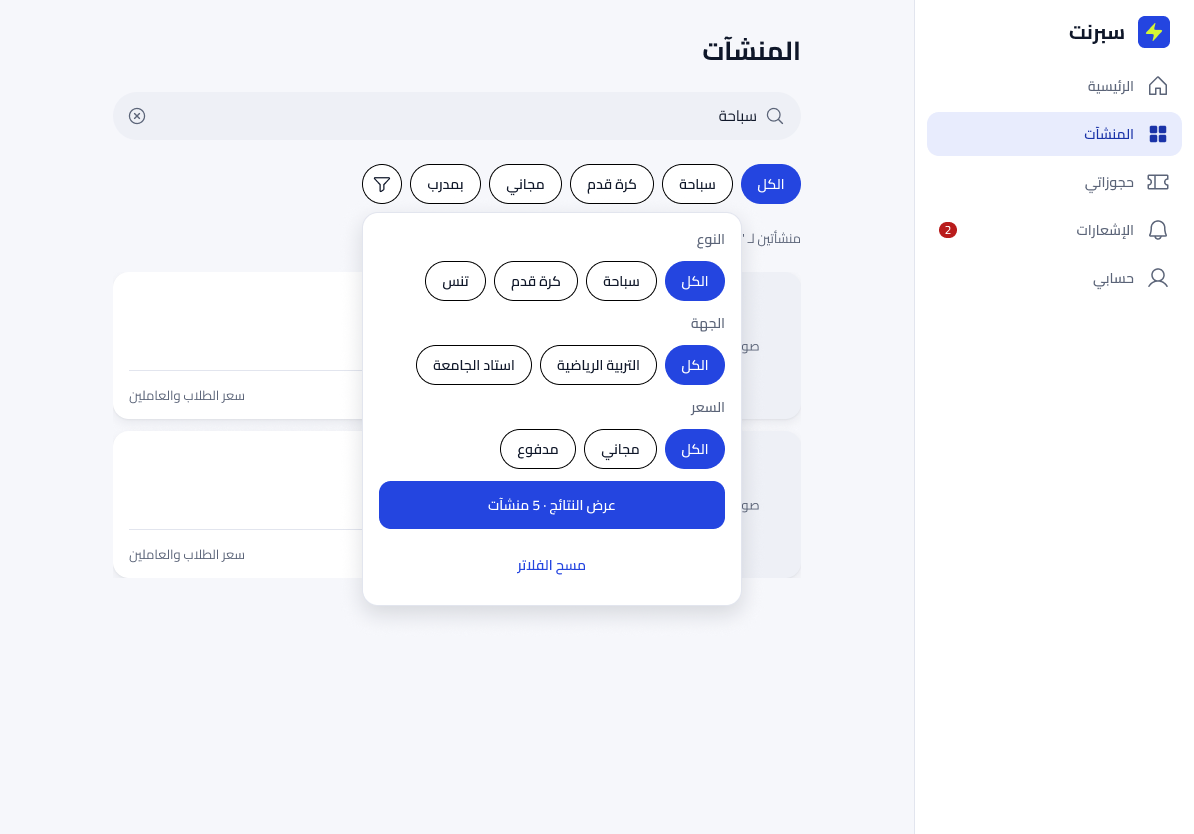 سبرنت
الرئيسية
المنشآت
حجوزاتي
الإشعارات
2
حسابي
المنشآت
سباحة
الكل
سباحة
كرة قدم
مجاني
بمدرب
منشأتين لـ "
النوع
الكل
سباحة
كرة قدم
تنس
الجهة
الكل
التربية الرياضية
استاد الجامعة
السعر
الكل
مجاني
مدفوع
عرض النتائج · 5 منشآت
مسح الفلاتر
سعر الطلاب والعاملين
سعر الطلاب والعاملين